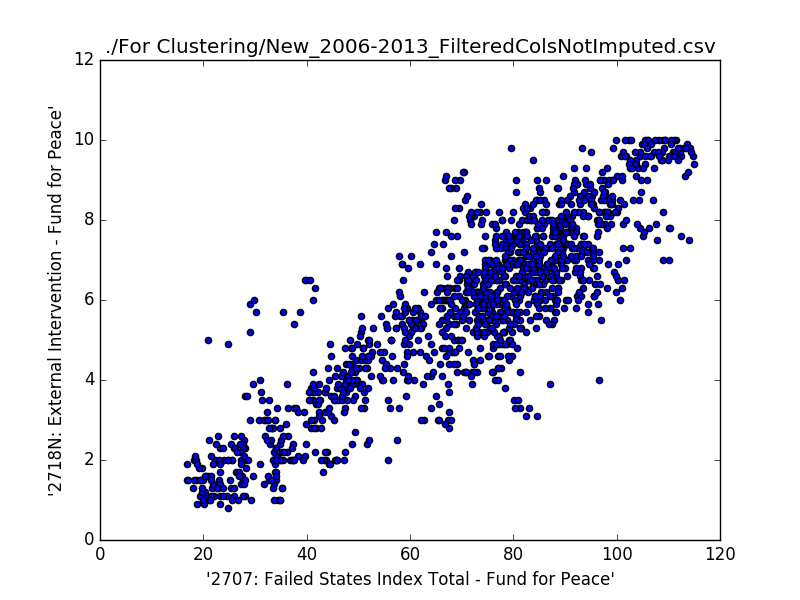 ./For Clustering/New_2006-2013_FilteredColsNotImputed.csv
12
10
8
6
4
2
0
'2718N: External Intervention - Fund for Peace'
0 20 40 60 80 100 120
'2707: Failed States Index Total - Fund for Peace'